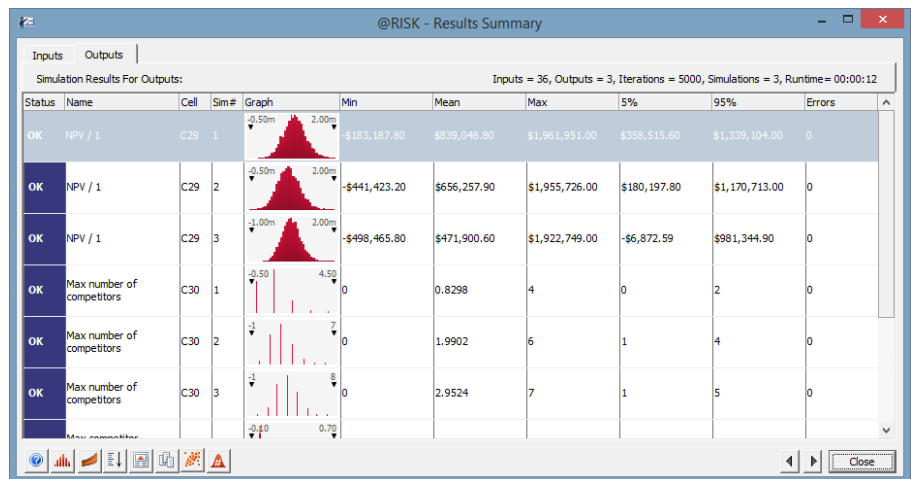 @RISK - Results Summary
Inputs Outputs
Simulation Results For Outputs: Inputs = 36, Outputs = 3, Iterations = 5000, Simulations = 3, Runtime= 00:00:12
Status Name Cell Sim# Graph Min Mean Max 5% 95% Errors
-0.50m 2.00m
OK NPV / 1 C29 1 -$183,187.80 $839,048.80 $1,961,951.00 $358,515.60 $1,339,104.00 0
-0.50m 2.00m
OK NPV / 1 C29 2 -$441,423.20 $656,257.90 $1,955,726.00 $180,197.80 $1,170,713.00 0
-1.00m 2.00m
OK NPV / 1 C29 3 -$498,465.80 $471,900.60 $1,922,749.00 -$6,872.59 $981,344.90 0
-0.50 4.50
Max number of
OK competitors C30 1 0 0.8298 4 0 2 0
-1 7
Max number of
OK competitors C30 2 0 1.9902 6 1 4 0
-1 8
Max number of
OK competitors C30 3 0 2.9524 7 1 5 0
-0.10 0.70
Max competitor
Close